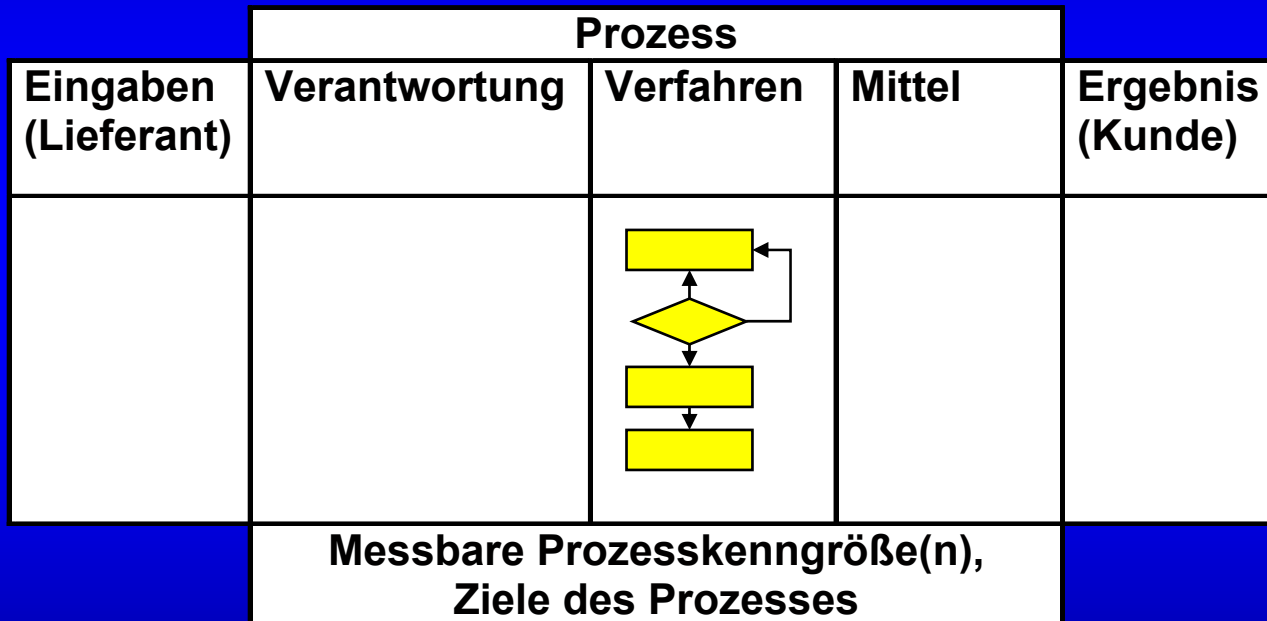 Prozess
Eingaben
(Lieferant)
Verantwortung
Verfahren
Mittel
Ergebnis
(Kunde)
Messbare Prozesskenngröße(n),
Ziele des Prozesses